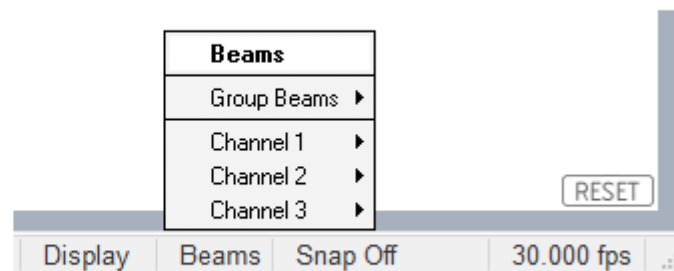 Beams
Group Beams
Channel 1
Channel 2
Channel 3
RESET
Display Beams Snap Off 30.000 fps